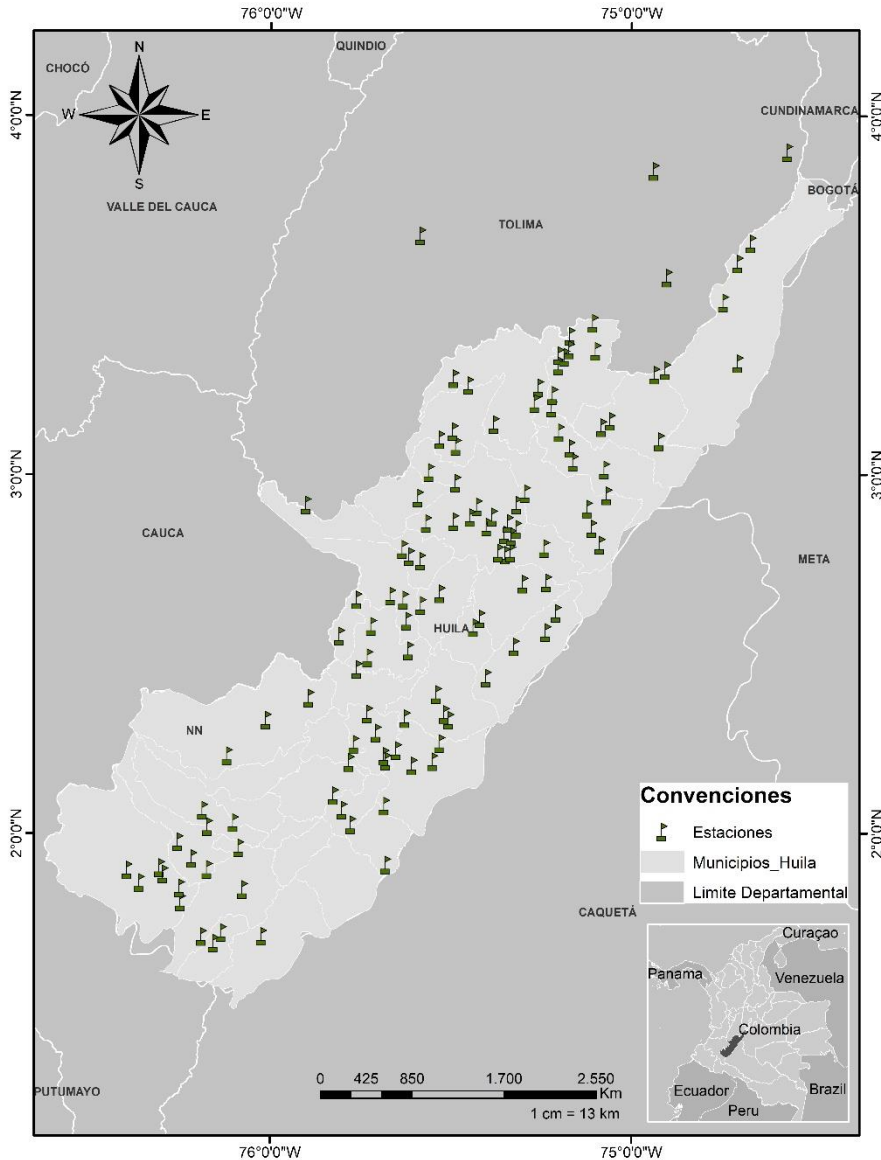 76°0'0"W 75°0'0"W
N
W E
S
CHOCÓ
QUINDIO
CUNDINAMARCA
4°0'0"N 4°0'0"N
BOGOTÁ
VALLE DEL CAUCA
TOLIMA
3°0'0"N 3°0'0"N
CAUCA
META
HUILA
NN
2°0'0"N 2°0'0"N
CAQUETÁ
PUTUMAYO
Convenciones
Estaciones
Municipios_Huila
Limite Departamental
Curaçao
Panama
Venezuela
Colombia
Ecuador
Brazil
Peru
0 425 850 1.700 2.550
Km
1 cm = 13 km
76°0'0"W 75°0'0"W